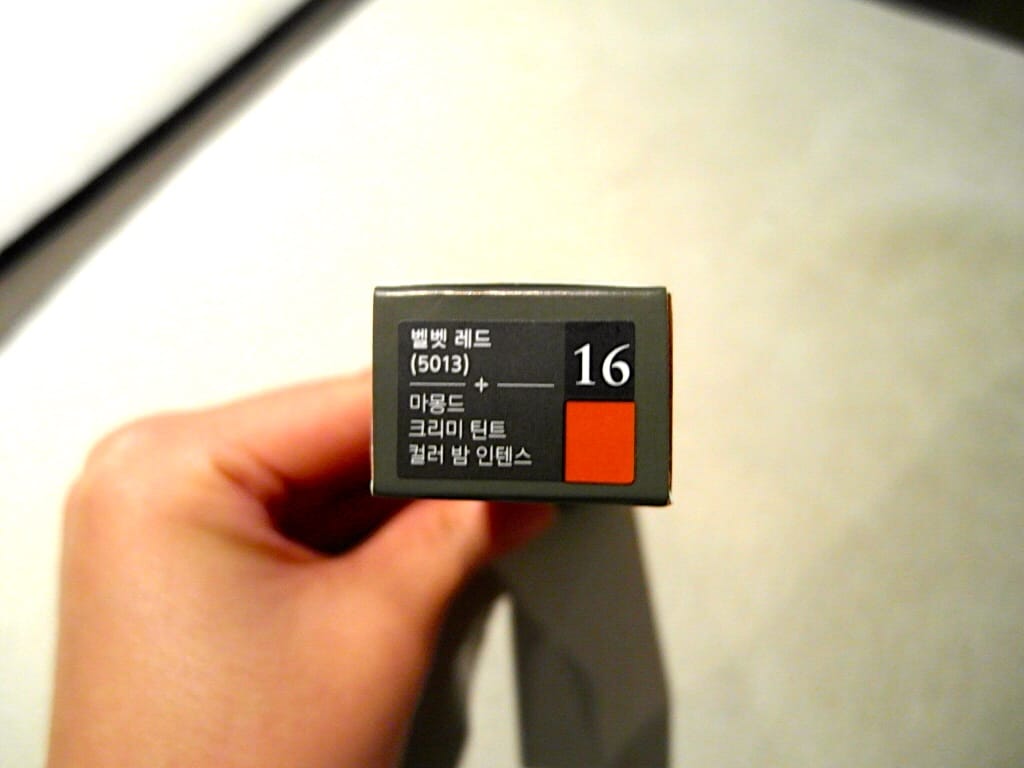 벨벳 레드
(5013)
16
마몽드
크리미 틴트
컬러 밤 인텐스